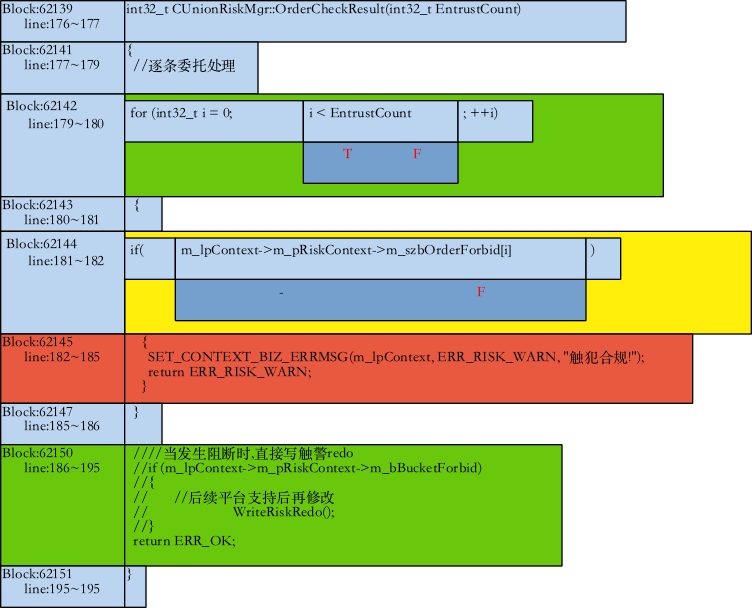 Block:62139 int32_t CUnionRiskMgr::OrderCheckResult(int32_t EntrustCount)
line:176~177
Block:62141 {
line:177~179 //逐条委托处理
Block:62142 for (int32_t i = 0; i < EntrustCount ; ++i)
line:179~180
T F
Block:62143 {
line:180~181
Block:62144 if( m_lpContext->m_pRiskContext->m_szbOrderForbid[i] )
line:181~182
- F
Block:62145 {
line:182~185 SET_CONTEXT_BIZ_ERRMSG(m_lpContext, ERR_RISK_WARN, "触犯合规!");
return ERR_RISK_WARN;
}
Block:62147 }
line:185~186
Block:62150 ////当发生阻断时,直接写触警redo
line:186~195 //if (m_lpContext->m_pRiskContext->m_bBucketForbid)
//{
// //后续平台支持后再修改
// WriteRiskRedo();
//}
return ERR_OK;
Block:62151 }
line:195~195